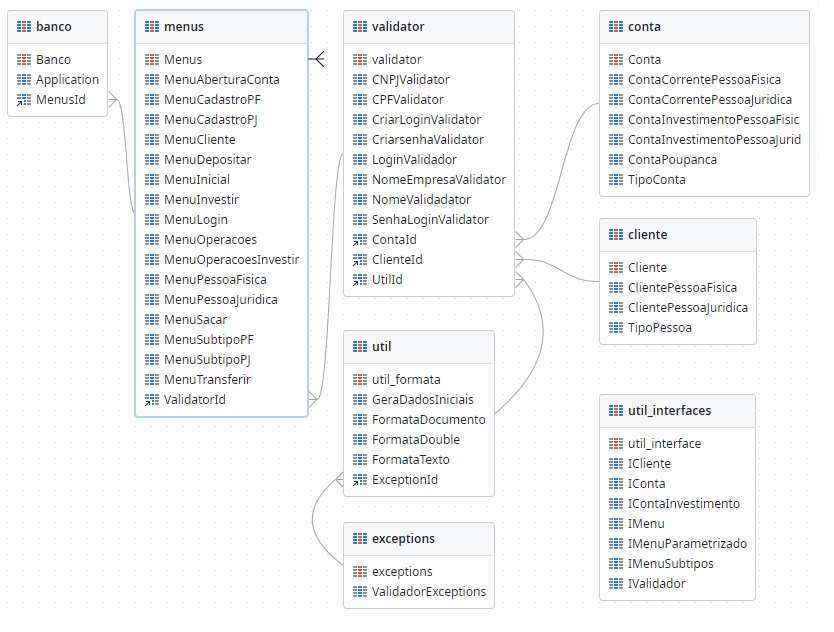 banco
Banco
Application
MenusId
menus
Menus
MenuAberturaConta
MenuCadastroPF
MenuCadastroPJ
MenuCliente
MenuDepositar
MenuInicial
MenuInvestir
MenuLogin
MenuOperacoes
MenuOperacoesInvestir
MenuPessoaFisica
MenuPessoaJuridica
MenuSacar
MenuSubtipoPF
MenuSubtipoPJ
MenuTransferir
ValidatorId
validator
validator
CNPJValidator
CPFValidator
CriarLoginValidator
CriarsenhaValidator
LoginValidador
NomeEmpresaValidator
NomeValidadator
SenhaLoginValidator
ContaId
ClienteId
UtilId
util
util_formata
GeraDadosIniciais
FormataDocumento
FormataDouble
FormataTexto
ExceptionId
exceptions
exceptions
ValidadorExceptions
conta
Conta
ContaCorrentePessoaFisica
ContaCorrentePessoaJuridica
ContaInvestimentoPessoaFisic
ContaInvestimentoPessoaJurid
ContaPoupanca
TipoConta
cliente
Cliente
ClientePessoaFisica
ClientePessoaJuridica
TipoPessoa
util_interfaces
util_interface
ICliente
IConta
IContaInvestimento
IMenu
IMenuParametrizado
IMenuSubtipos
IValidador